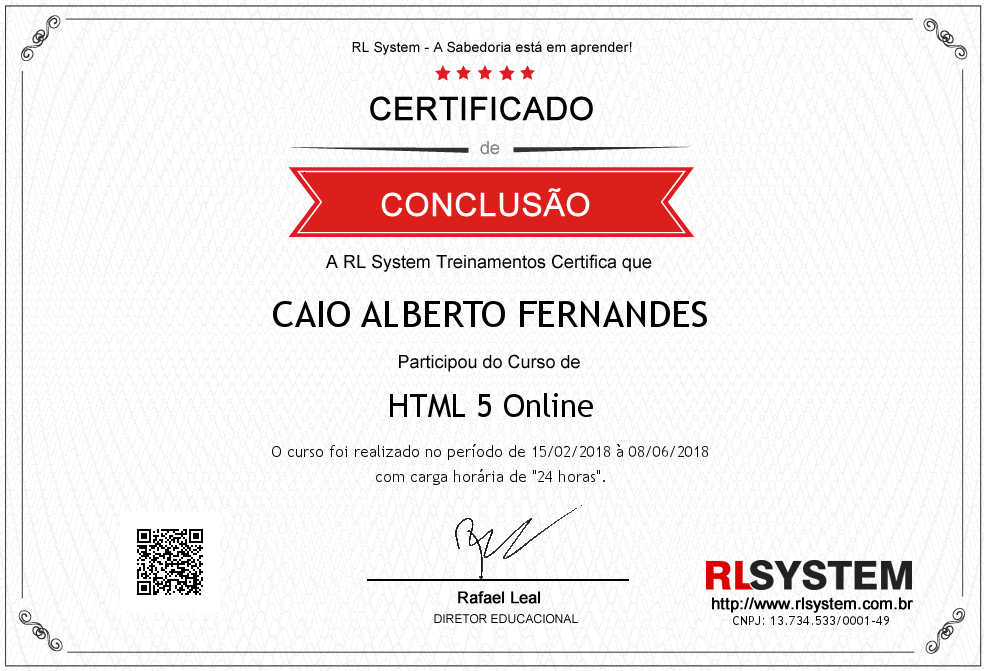 RL System - A Sabedoria está em aprender!
CERTIFICADO
de
CONCLUSÃO
A RL System Treinamentos Certifica que
CAIO ALBERTO FERNANDES
Participou do Curso de
HTML 5 Online
O curso foi realizado no período de 15/02/2018 à 08/06/2018
com carga horária de "24 horas".
Rafael Leal
DIRETOR EDUCACIONAL
RLSYSTEM
http://www.rlsystem.com.br
CNPJ: 13.734.533/0001-49